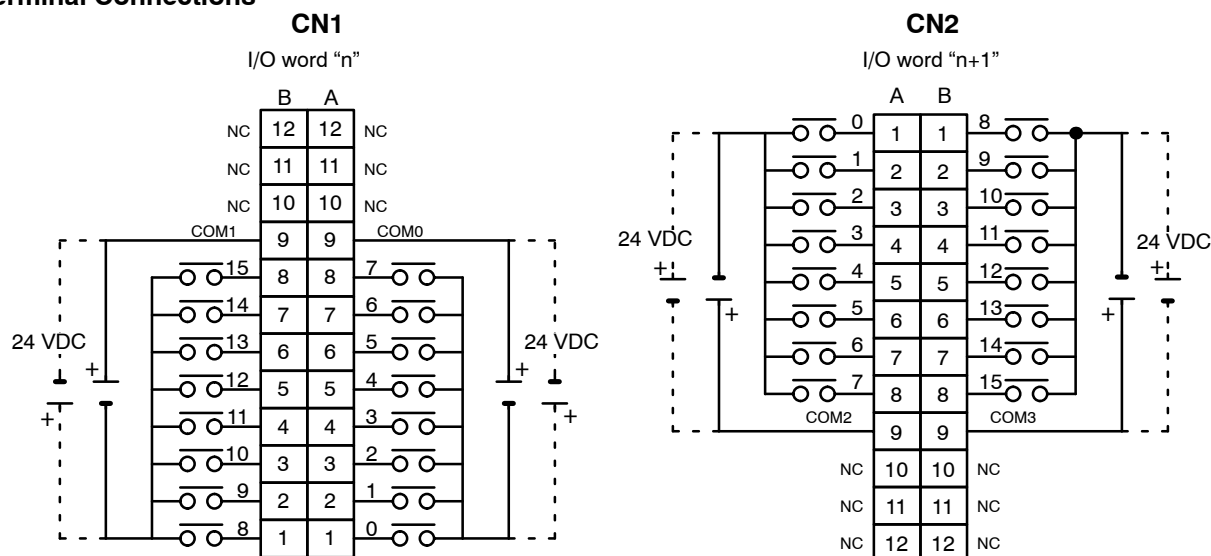 Terminal Connections
CN1
I/O word “n”
B A
NC 12 12 NC
NC 11 11 NC
NC 10 10 NC
COM1 9 9 COM0
15 8 8 7
14 7 7 6
13 6 6 5
24 VDC 24 VDC
12 5 5 4
+ +
+ +
11 4 4 3
10 3 3 2
9 2 2 1
8 1 1 0
CN2
I/O word “n+1”
A B
0 1 1 8
1 2 2 9
2 3 3 10
24 VDC 3 4 4 11 24 VDC
+ 4 5 5 12 +
+ 5 6 6 13 +
6 7 7 14
7 8 8 15
COM2 9 9 COM3
NC 10 10 NC
NC 11 11 NC
NC 12 12 NC